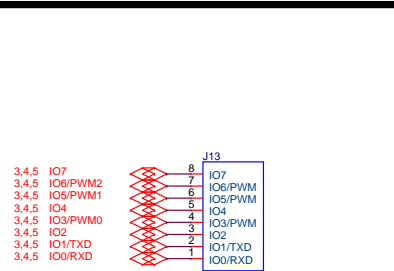 J13
3,4,5 IO7 8 IO7
3,4,5 IO6/PWM2 7 IO6/PWM
3,4,5 IO5/PWM1 6 IO5/PWM
3,4,5 IO4 5 IO4
3,4,5 IO3/PWM0 4 IO3/PWM
3,4,5 IO2 3 IO2
3,4,5 IO1/TXD 2 IO1/TXD
3,4,5 IO0/RXD 1 IO0/RXD